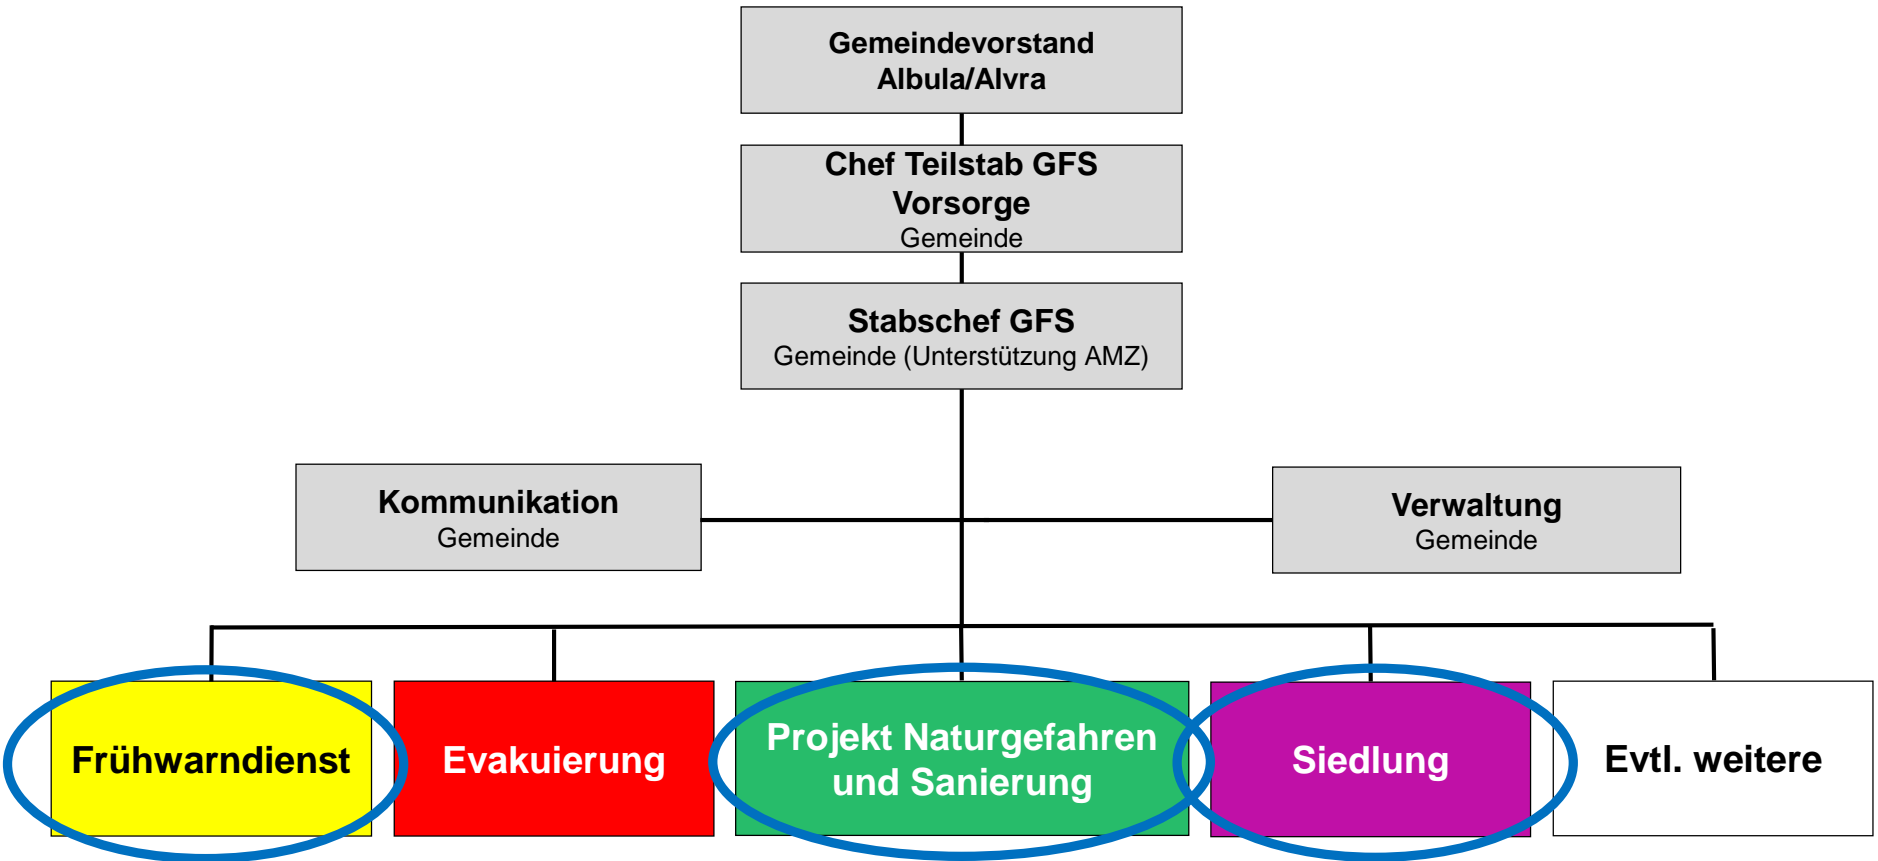 Gemeindevorstand
Albula/Alvra
Chef Teilstab GFS
Vorsorge
Gemeinde
Stabschef GFS
Gemeinde (Unterstützung AMZ)
Kommunikation
Gemeinde
Verwaltung
Gemeinde
Frühwarndienst
Evakuierung
Projekt Naturgefahren
und Sanierung
Siedlung
Evtl. weitere